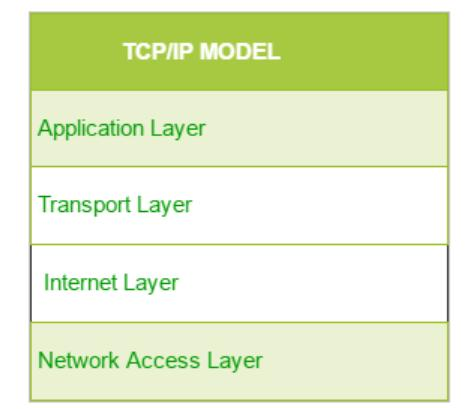 TCP/IP MODEL
Application Layer
Transport Layer
Internet Layer
Network Access Layer